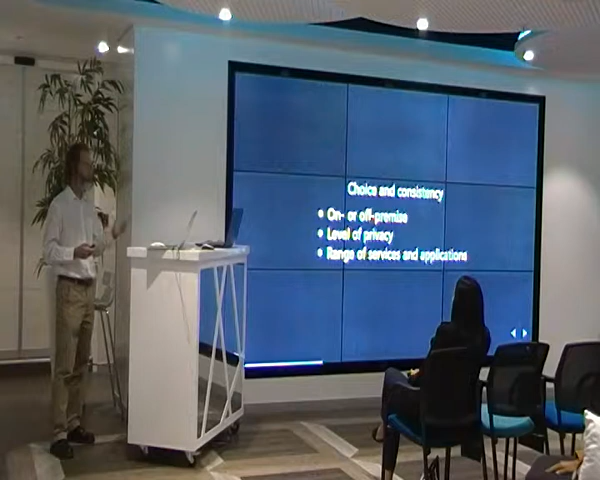 Choice and consistency
• On- or off-premise
• Level of privacy
• Range of services and applications